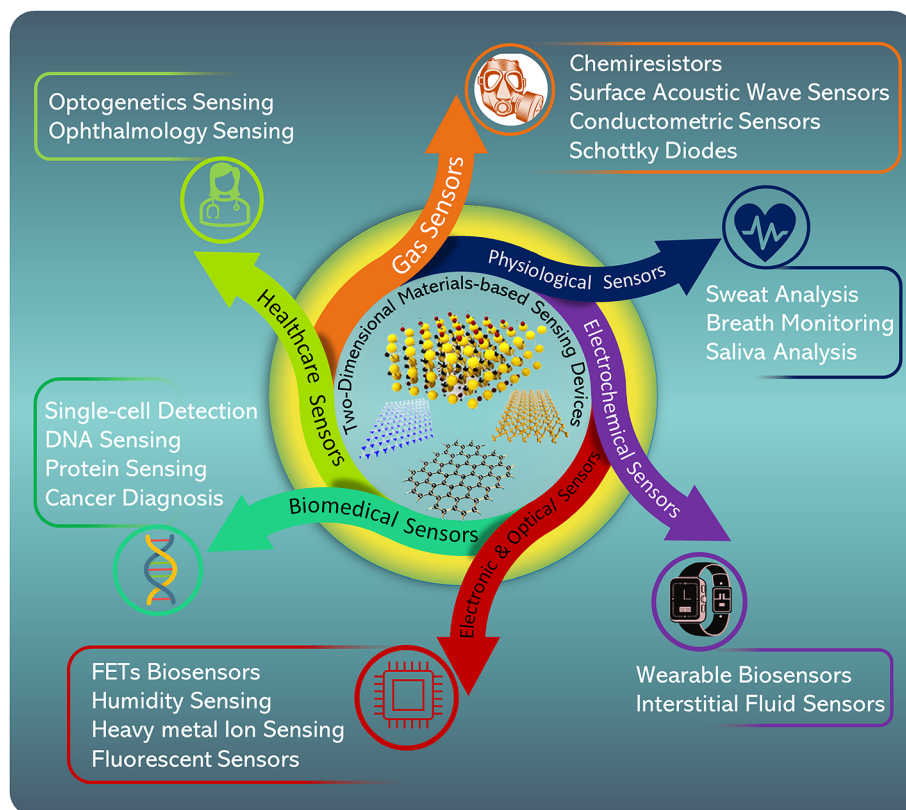 Optogenetics Sensing
Ophthalmology Sensing
Chemiresistors
Surface Acoustic Wave Sensors
Conductometric Sensors
Schottky Diodes
Gas Sensors
Physiological Sensors
Sweat Analysis
Breath Monitoring
Saliva Analysis
Healthcare Sensors
Two-Dimensional Materials-based Sensing Devices
Electrochemical Sensors
Single-cell Detection
DNA Sensing
Protein Sensing
Cancer Diagnosis
Biomedical Sensors
Electronic & Optical Sensors
Wearable Biosensors
Interstitial Fluid Sensors
FETs Biosensors
Humidity Sensing
Heavy metal Ion Sensing
Fluorescent Sensors